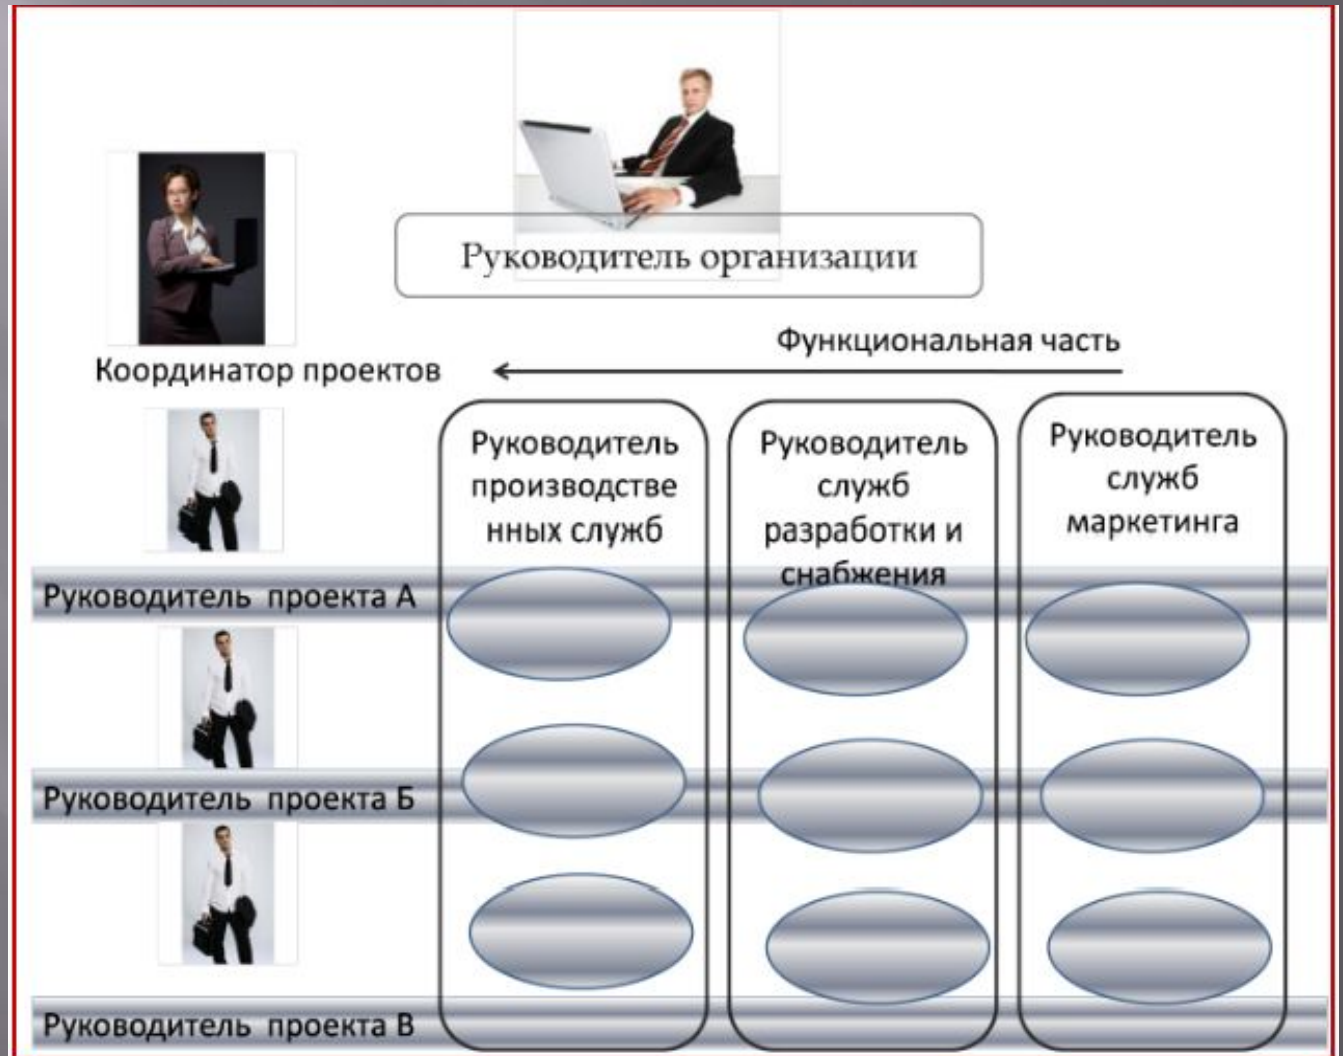 Руководитель организации
Функциональная часть
Координатор проектов
Руководитель
производстве
нных служб
Руководитель
служб
разработки и
снабжения
Руководитель
служб
маркетинга
Руководитель проекта А
Руководитель проекта Б
Руководитель проекта В